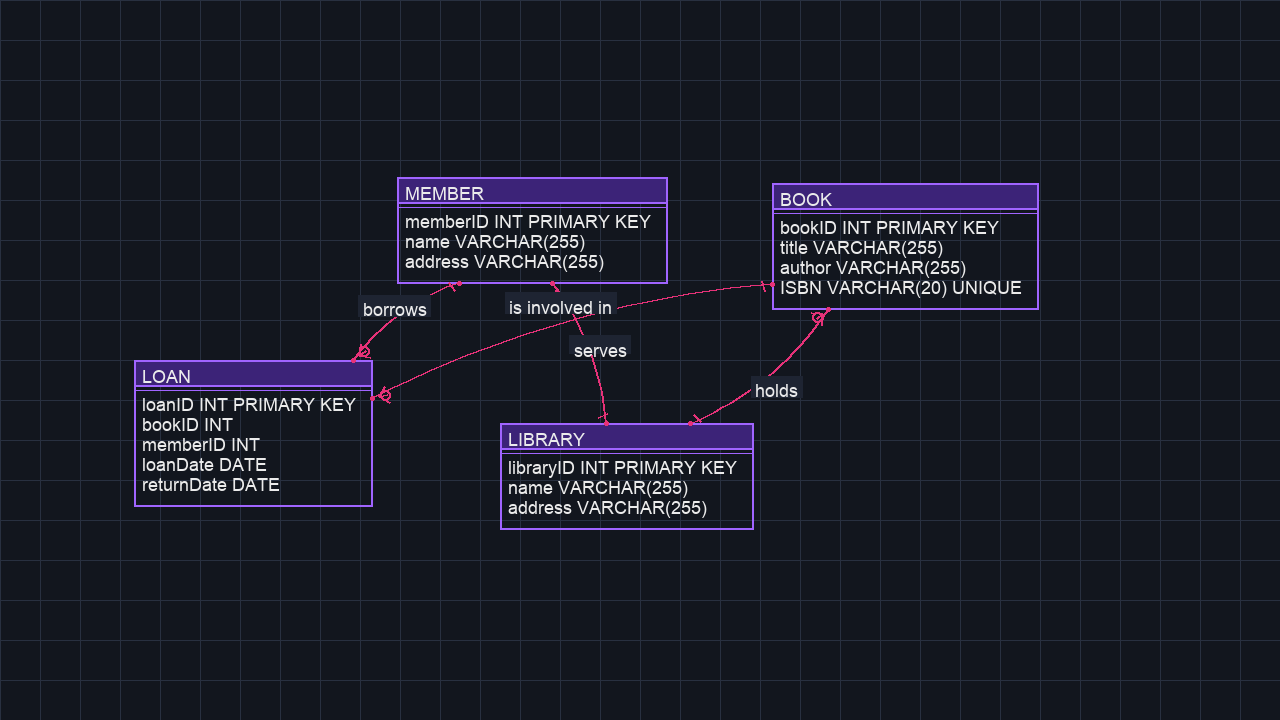 MEMBER
memberID INT PRIMARY KEY
name VARCHAR(255)
address VARCHAR(255)
BOOK
bookID INT PRIMARY KEY
title VARCHAR(255)
author VARCHAR(255)
ISBN VARCHAR(20) UNIQUE
borrows
is involved in
serves
holds
LOAN
loanID INT PRIMARY KEY
bookID INT
memberID INT
loanDate DATE
returnDate DATE
LIBRARY
libraryID INT PRIMARY KEY
name VARCHAR(255)
address VARCHAR(255)